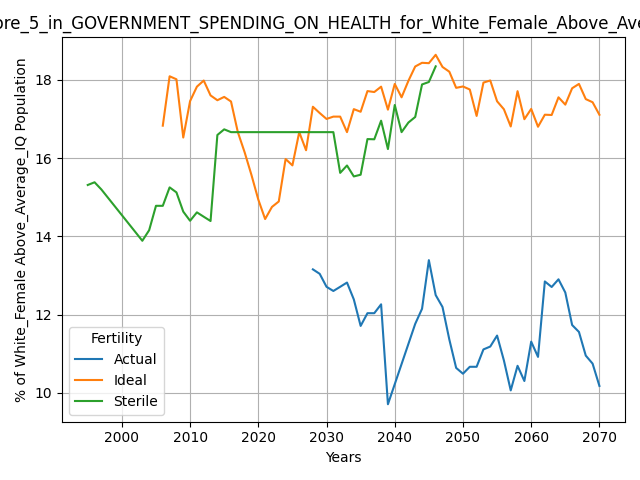 ore_5_in_GOVERNMENT_SPENDING_ON_HEALTH_for_White_Female_Above_Ave
% of White_Female Above_Average_IQ Population
18
16
14
12
10
Fertility
Actual
Ideal
Sterile
2000 2010 2020 2030 2040 2050 2060 2070
Years